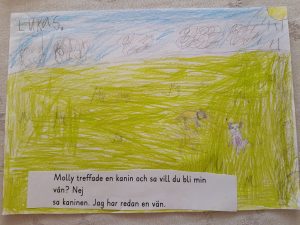 LUKAS.
Molly treffade en kanin och sa vill du bli min
vän? Nej
sa kaninen. Jag har redan en vän.